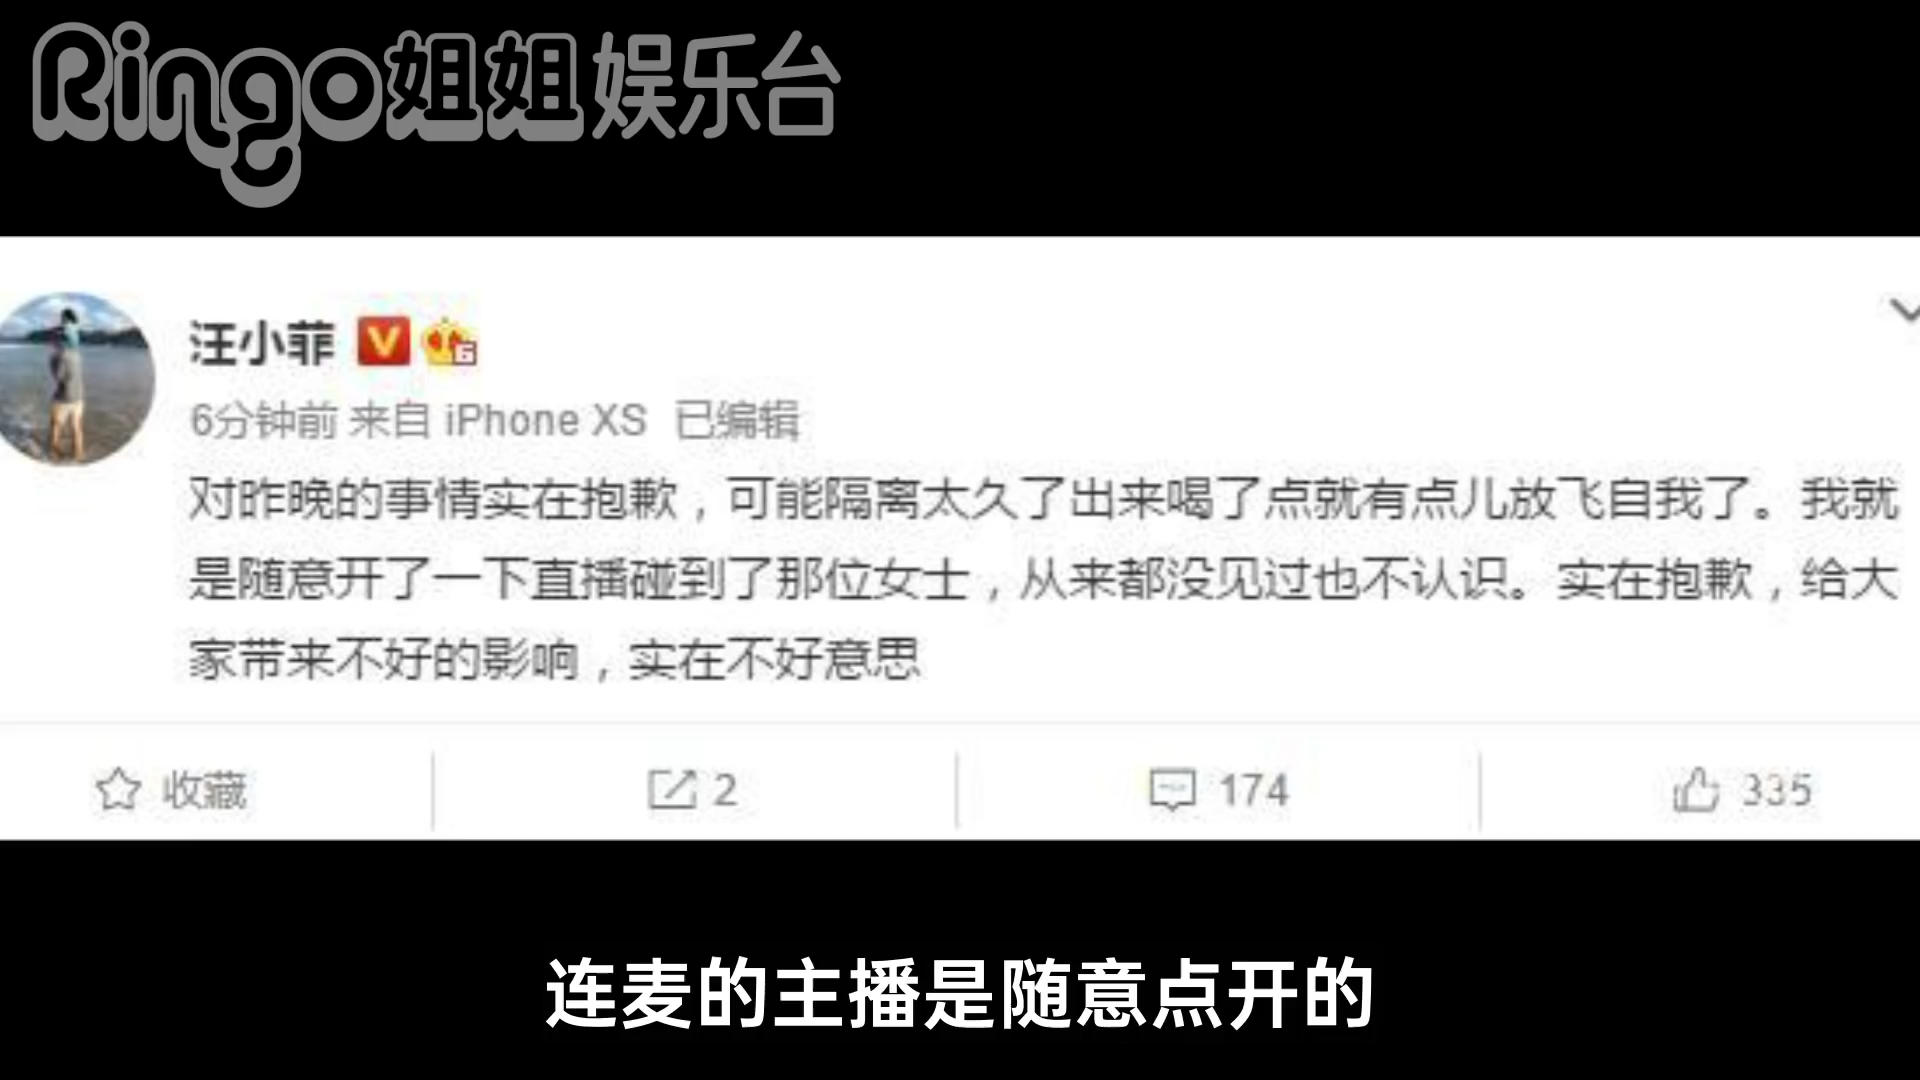 Ringo姐姐娱乐台
汪小菲
6分钟前 来自 iPhone XS 已编辑
对昨晚的事情实在抱歉，可能隔离太久了出来喝了点就有点儿放飞自我了。我就
是随意开了一下直播碰到了那位女士，从来都没见过也不认识。实在抱歉，给大
家带来不好的影响，实在不好意思
收藏 2 174 335
连麦的主播是随意点开的